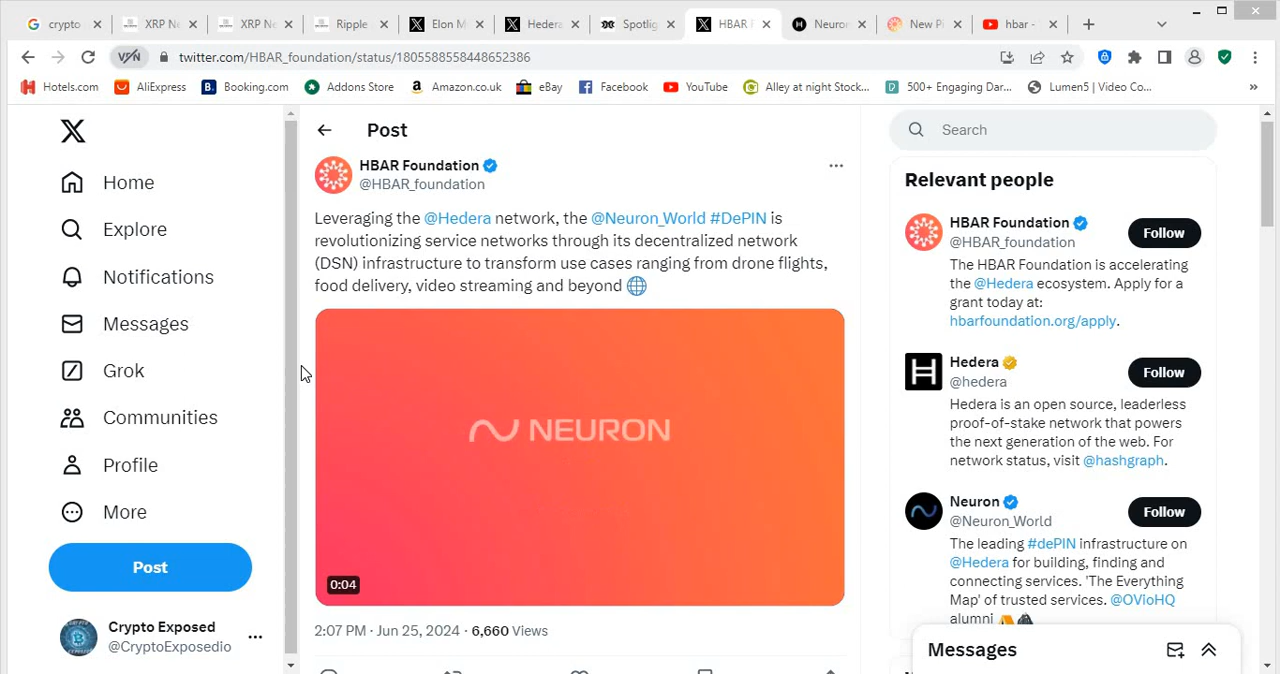 crypto
XRP Ne
XRP Ne
Ripple
Elon M
Hedera
Spotlig
HBAR F
Neuron
New Pi
hbar -
VPN
twitter.com/HBAR_foundation/status/1805588558448652386
Hotels.com
AliExpress
Booking.com
Addons Store
Amazon.co.uk
eBay
Facebook
YouTube
Alley at night Stock...
500+ Engaging Dar...
Lumen5 | Video Co...
Home
Explore
Notifications
Messages
Grok
Communities
Profile
More
Post
Crypto Exposed
@CryptoExposedio
Post
HBAR Foundation
@HBAR_foundation
Leveraging the @Hedera network, the @Neuron_World #DePIN is
revolutionizing service networks through its decentralized network
(DSN) infrastructure to transform use cases ranging from drone flights,
food delivery, video streaming and beyond
NEURON
0:04
2:07 PM · Jun 25, 2024 · 6,660 Views
Search
Relevant people
HBAR Foundation
@HBAR_foundation
Follow
The HBAR Foundation is accelerating
the @Hedera ecosystem. Apply for a
grant today at:
hbarfoundation.org/apply.
Hedera
@hedera
Follow
Hedera is an open source, leaderless
proof-of-stake network that powers
the next generation of the web. For
network status, visit @hashgraph.
Neuron
@Neuron_World
Follow
The leading #dePIN infrastructure on
@Hedera for building, finding and
connecting services. 'The Everything
Map' of trusted services. @OVioHQ
alumni
Messages